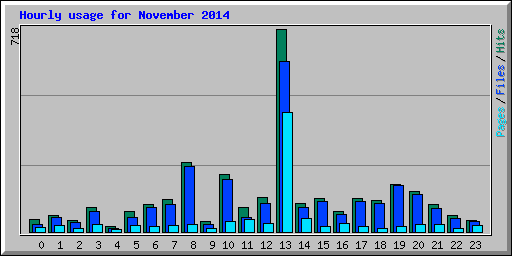 Hourly usage for November 2014
718
Pages / Files / Hits
0 1 2 3 4 5 6 7 8 9 10 11 12 13 14 15 16 17 18 19 20 21 22 23